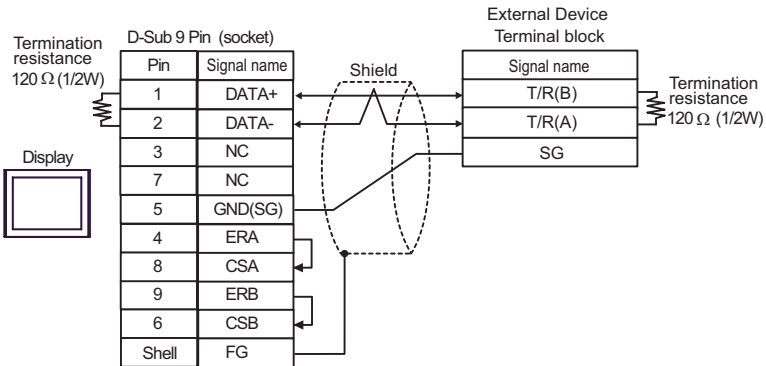 External Device
Terminal block
Termination
resistance
120 Ω (1/2W)
D-Sub 9 Pin (socket)
Pin Signal name
1 DATA+
2 DATA-
3 NC
7 NC
5 GND(SG)
4 ERA
8 CSA
9 ERB
6 CSB
Shell FG
Display
Shield
Signal name
T/R(B)
T/R(A)
SG
Termination
resistance
120 Ω (1/2W)